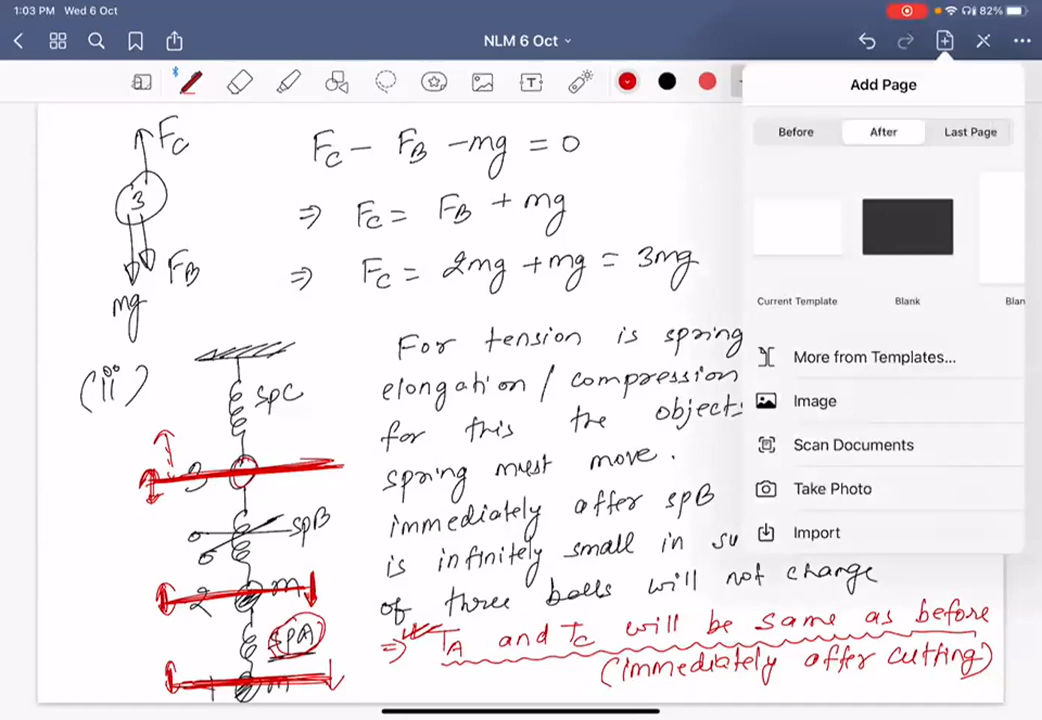 1:03 PM Wed 6 Oct
82%
NLM 6 Oct
Add Page
Before After Last Page
Current Template Blank Blan
More from Templates...
Image
Scan Documents
Take Photo
Import
FC
3
FB
mg
FC - FB - mg = 0
⇒ FC = FB + mg
⇒ FC = 2mg + mg = 3mg
(iii)
spC
3
spB
2 m
SPA
1 m
For tension is spring
elongation / compression
for this the objects
spring must move.
immediately after spB
is infinitely small in su
of three balls will not change
⇒ TA and TC will be same as before
(immediately after cutting)